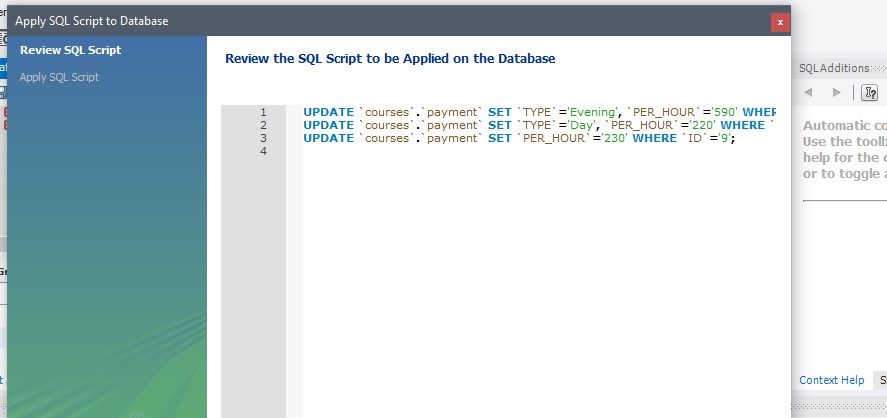 Apply SQL Script to Database
x
Review SQL Script
Apply SQL Script
Review the SQL Script to be Applied on the Database
1 UPDATE `courses`.`payment` SET `TYPE`='Evening', `PER_HOUR`='590' WHER
2 UPDATE `courses`.`payment` SET `TYPE`='Day', `PER_HOUR`='220' WHERE `
3 UPDATE `courses`.`payment` SET `PER_HOUR`='230' WHERE `ID`='9';
4
SQLAdditions
Automatic co
Use the toolb
help for the c
or to toggle a
Context Help
S